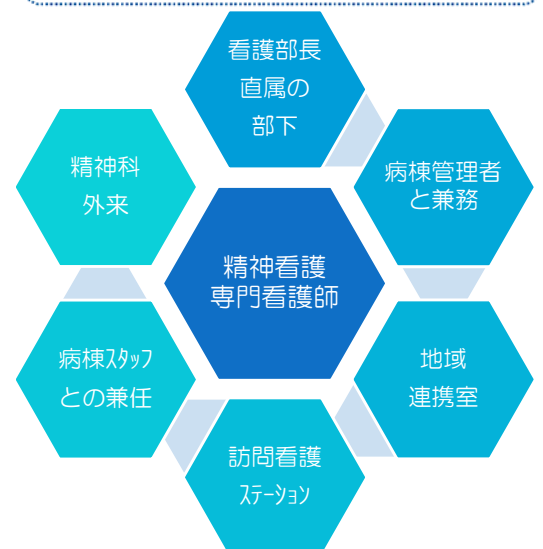 看護部長
直属の
部下
精神科
外来
病棟管理者
と兼務
精神看護
専門看護師
病棟ｽﾀｯﾌ
との兼任
地域
連携室
訪問看護
ｽﾃｰｼｮﾝ